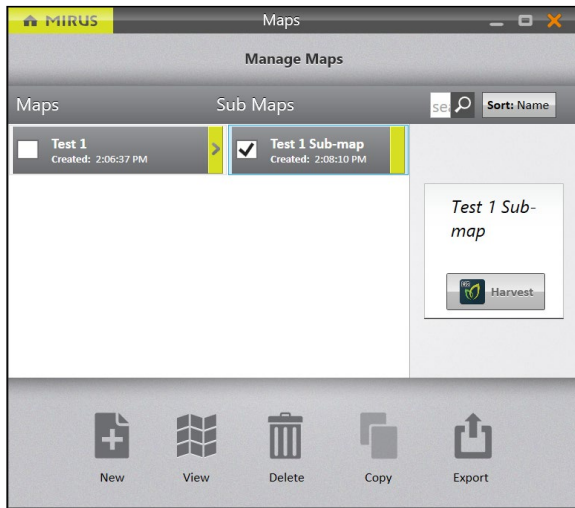 MIRUS
Maps
Manage Maps
Maps
Sub Maps
Sort: Name
Test 1
Created: 2:06:37 PM
Test 1 Sub-map
Created: 2:08:10 PM
Test 1 Sub-
map
Harvest
New
View
Delete
Copy
Export